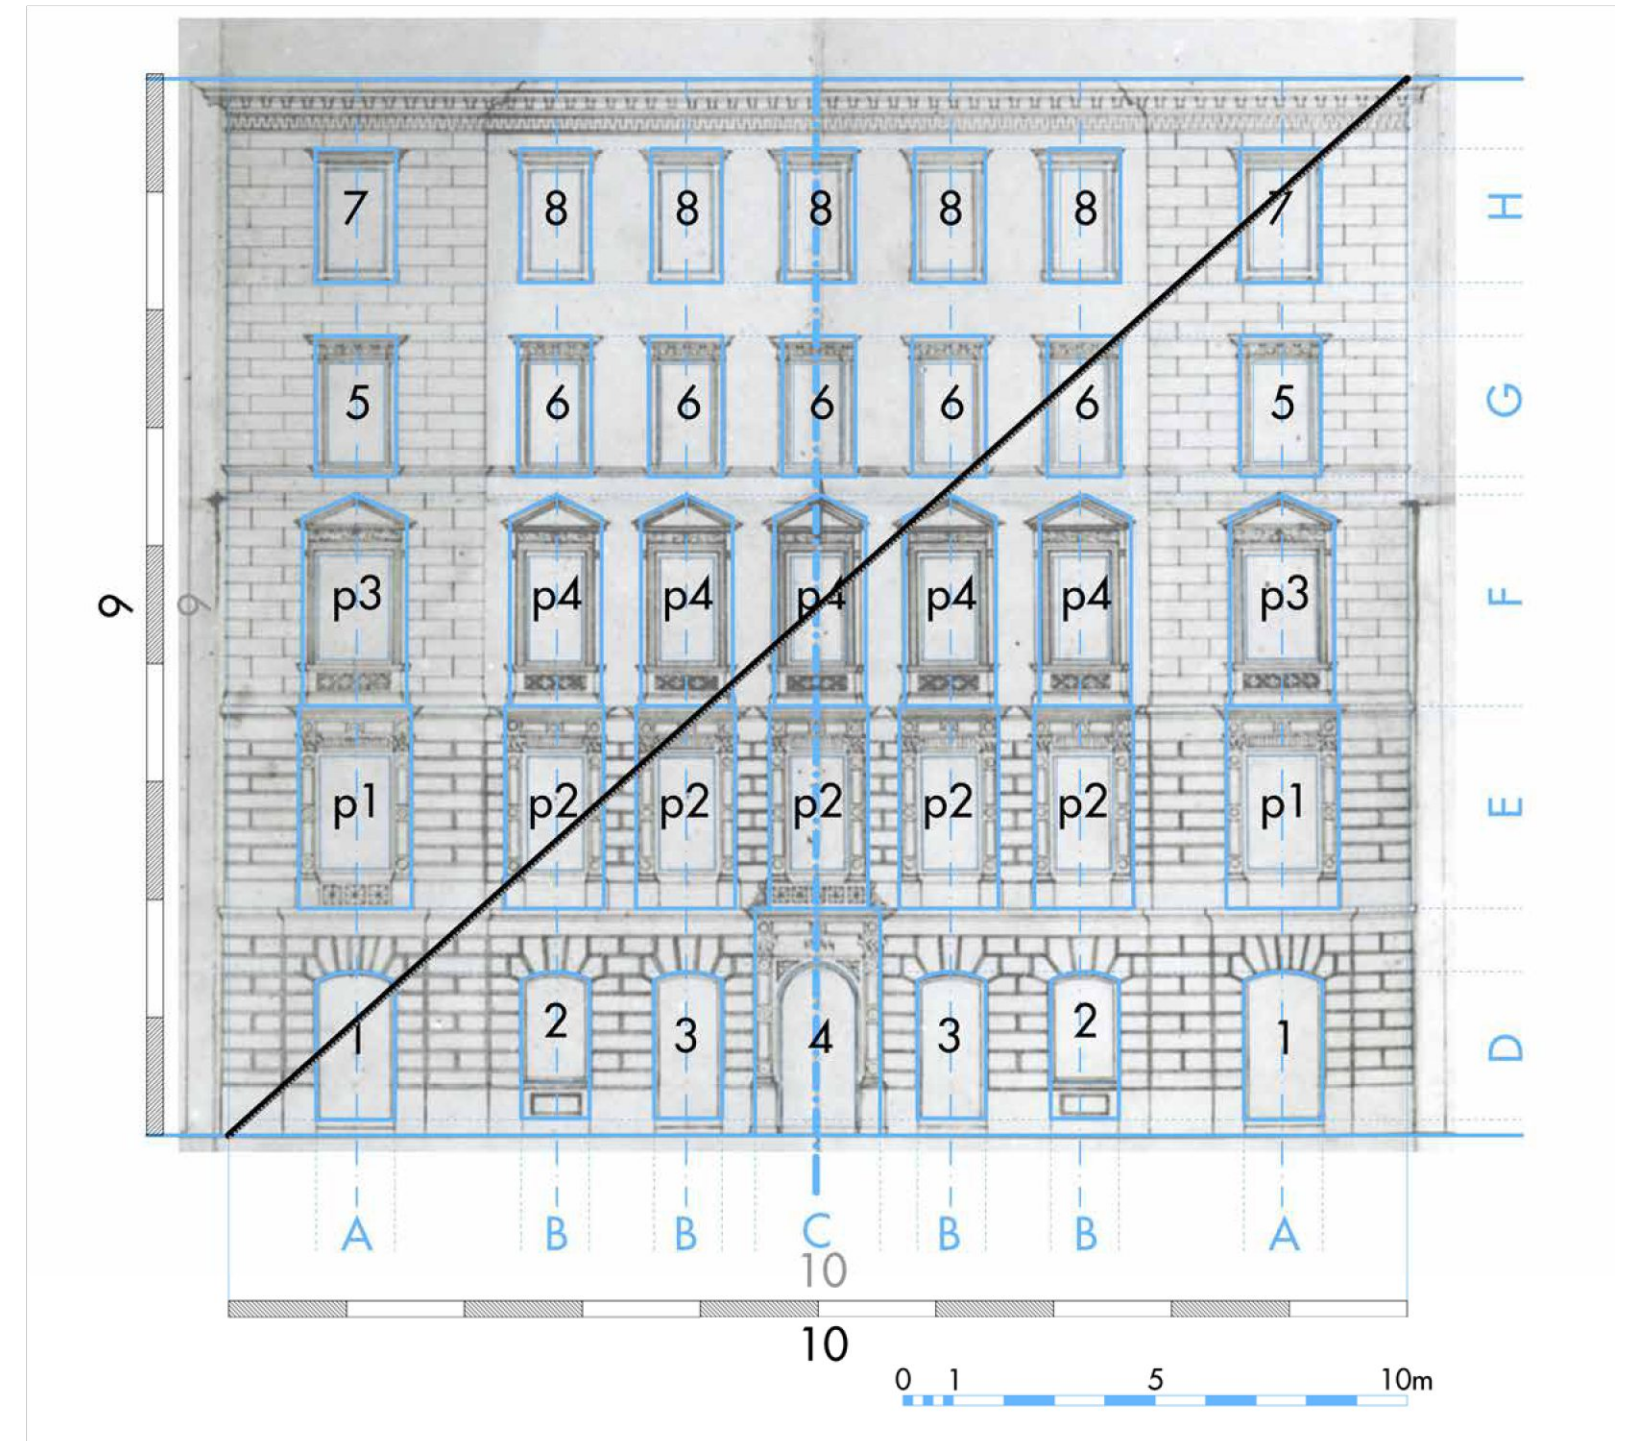 7 8 8 8 8 8 7 H
5 6 6 6 6 6 5 G
p3 p4 p4 p4 p4 p4 p3 F
9 9
p1 p2 p2 p2 p2 p2 p1 E
1 2 3 4 3 2 1 D
A B B C B B A
10
10
0 1 5 10m